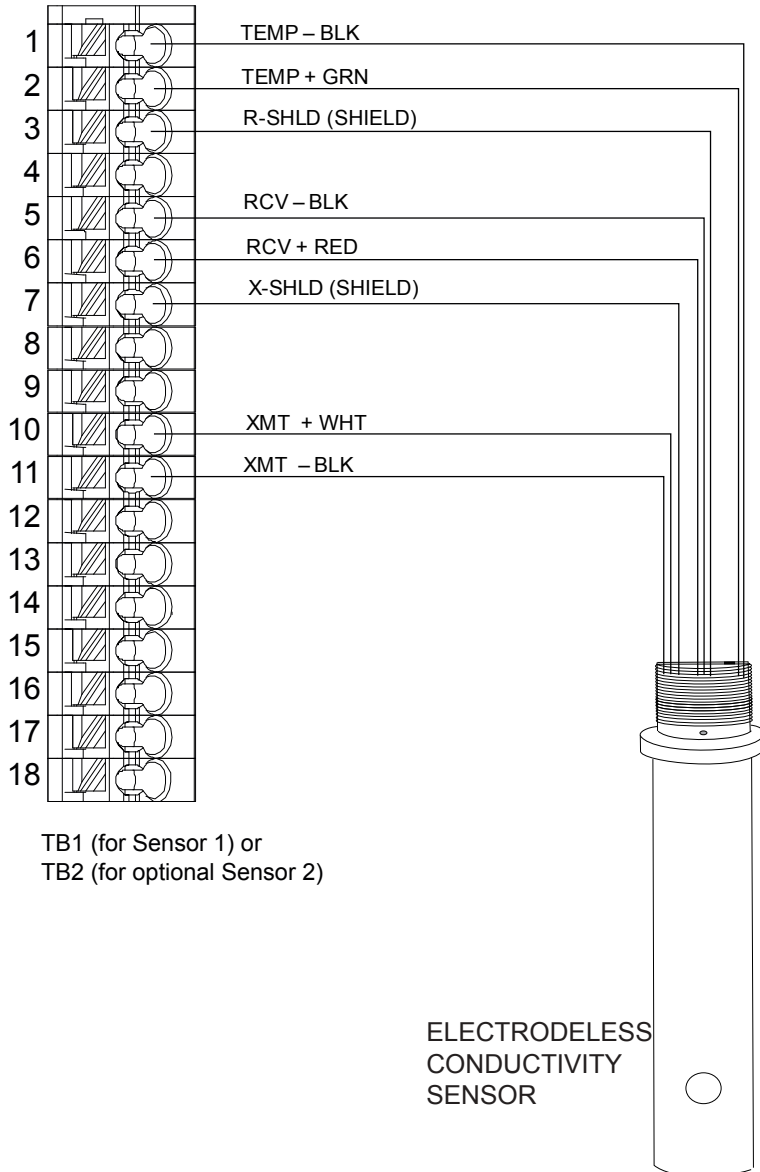 1 TEMP – BLK
2 TEMP + GRN
3 R-SHLD (SHIELD)
4
5 RCV – BLK
6 RCV + RED
7 X-SHLD (SHIELD)
8
9
10 XMT + WHT
11 XMT – BLK
12
13
14
15
16
17
18
TB1 (for Sensor 1) or
TB2 (for optional Sensor 2)
ELECTRODELESS
CONDUCTIVITY
SENSOR